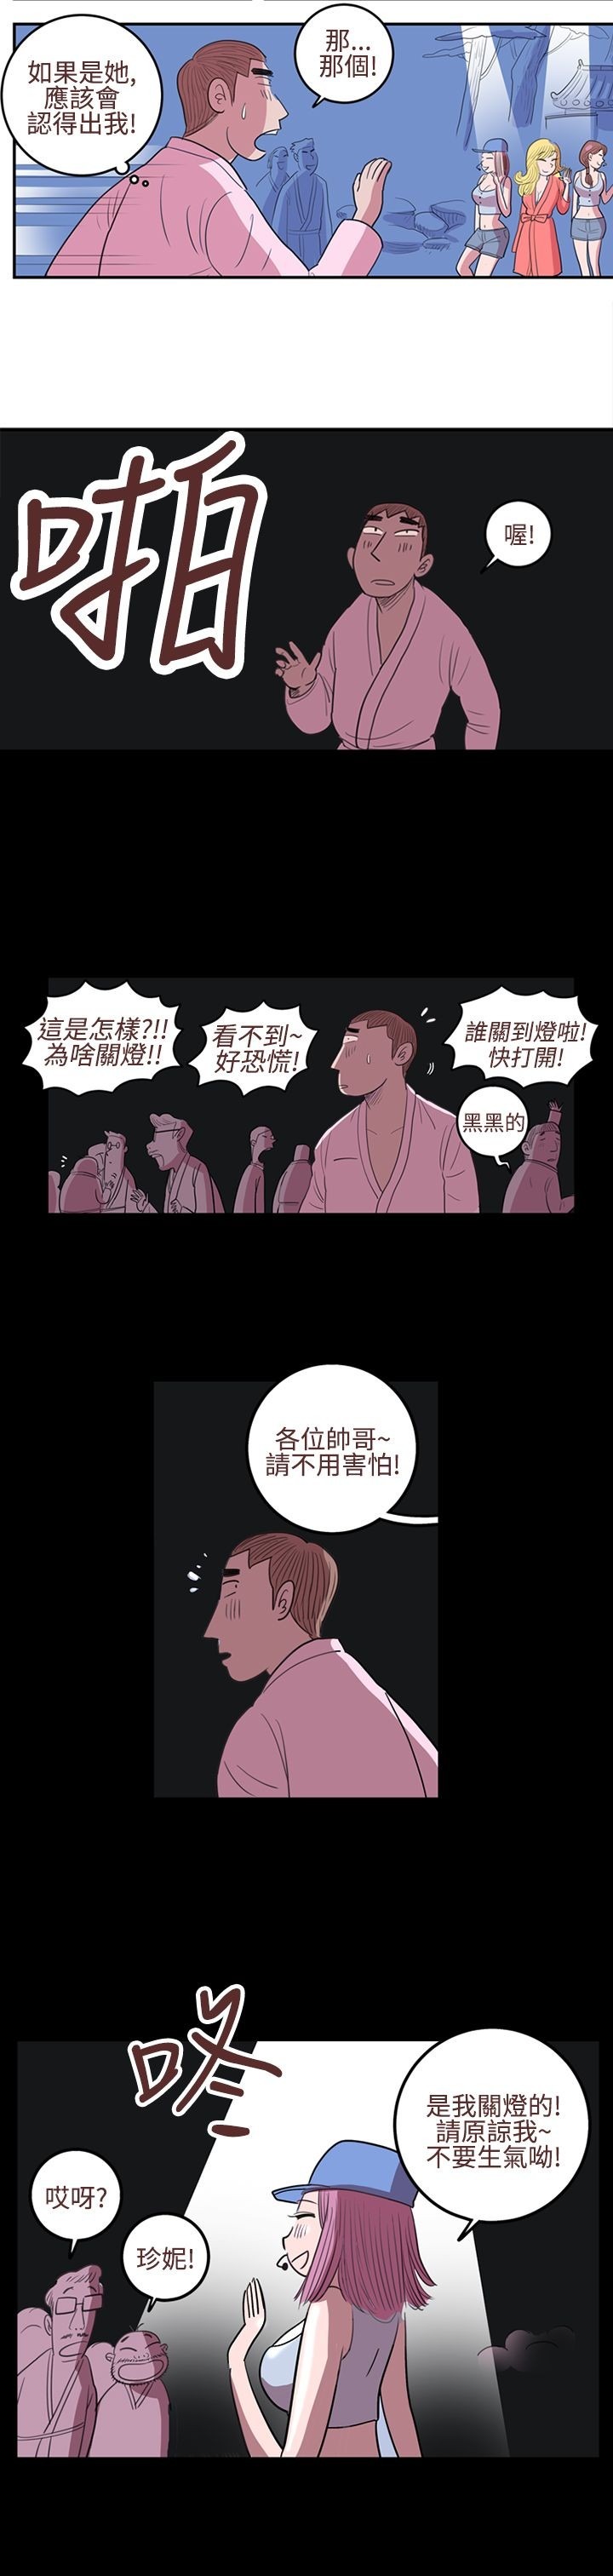 如果是她,
應該會
認得出我!
那...
那個!
啪
喔!
這是怎樣?!!
為啥關燈!!
看不到~
好恐慌!
誰關到燈啦!
快打開!
黑黑的
各位帥哥~
請不用害怕!
咚
是我關燈的!
請原諒我~
不要生氣呦!
哎呀?
珍妮!